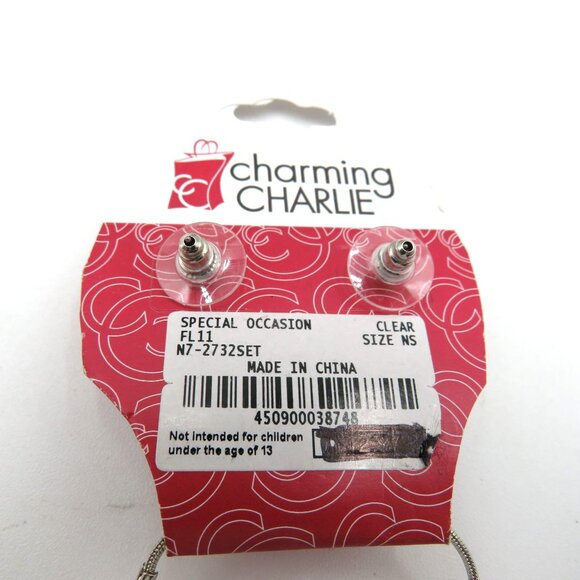 charming
CHARLIE
SPECIAL OCCASION CLEAR
FL11 SIZE NS
N7-2732SET
MADE IN CHINA
450900038748
Not intended for children
under the age of 13